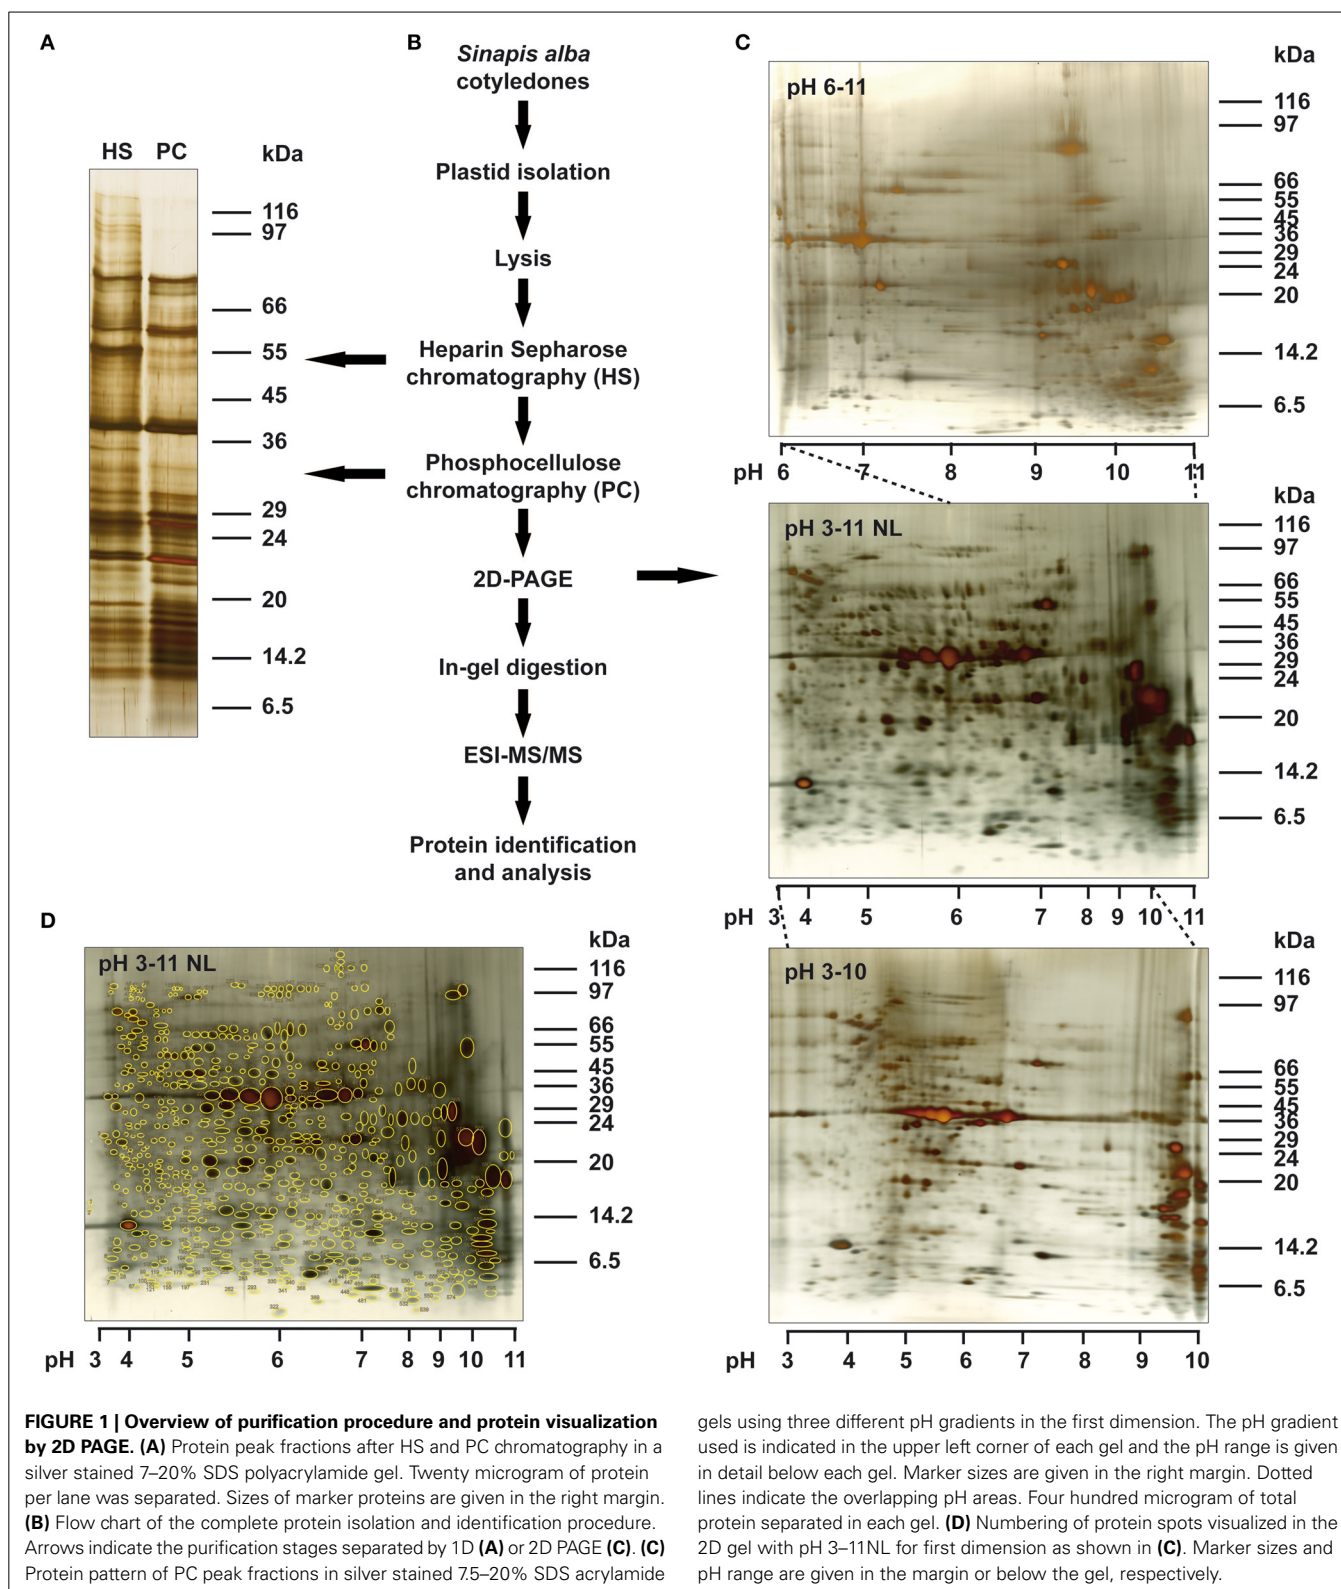 A
HS PC kDa
116
97
66
55
45
36
29
24
20
14.2
6.5
B
Sinapis alba
cotyledones
Plastid isolation
Lysis
Heparin Sepharose
chromatography (HS)
Phosphocellulose
chromatography (PC)
2D-PAGE
In-gel digestion
ESI-MS/MS
Protein identification
and analysis
C
kDa
pH 6-11
116
97
66
55
45
36
29
24
20
14.2
6.5
pH 6 7 8 9 10 11
kDa
pH 3-11 NL
116
97
66
55
45
36
29
24
20
14.2
6.5
pH 3 4 5 6 7 8 9 10 11
kDa
pH 3-10
116
97
66
55
45
36
29
24
20
14.2
6.5
pH 3 4 5 6 7 8 9 10
D
kDa
pH 3-11 NL
116
97
66
55
45
36
29
24
20
14.2
6.5
pH 3 4 5 6 7 8 9 10 11
FIGURE 1 | Overview of purification procedure and protein visualization
by 2D PAGE. (A) Protein peak fractions after HS and PC chromatography in a
silver stained 7–20% SDS polyacrylamide gel. Twenty microgram of protein
per lane was separated. Sizes of marker proteins are given in the right margin.
(B) Flow chart of the complete protein isolation and identification procedure.
Arrows indicate the purification stages separated by 1D (A) or 2D PAGE (C). (C)
Protein pattern of PC peak fractions in silver stained 7.5–20% SDS acrylamide
gels using three different pH gradients in the first dimension. The pH gradient
used is indicated in the upper left corner of each gel and the pH range is given
in detail below each gel. Marker sizes are given in the right margin. Dotted
lines indicate the overlapping pH areas. Four hundred microgram of total
protein separated in each gel. (D) Numbering of protein spots visualized in the
2D gel with pH 3–11NL for first dimension as shown in (C). Marker sizes and
pH range are given in the margin or below the gel, respectively.